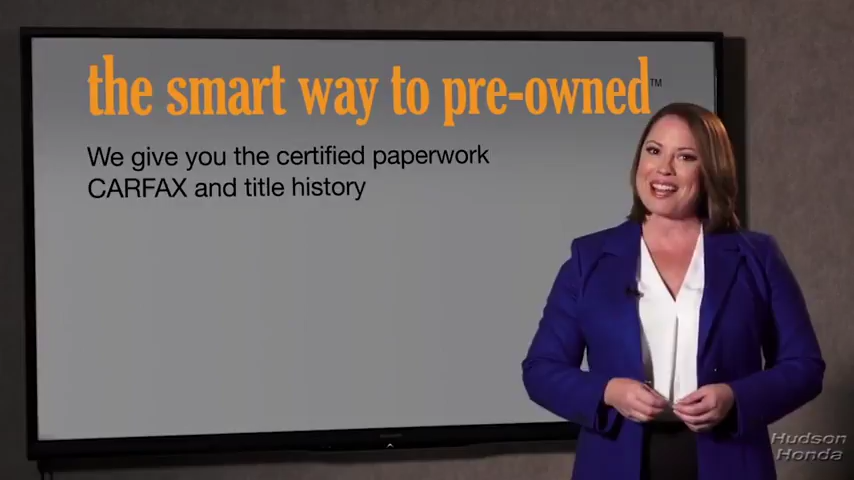 the smart way to pre-owned™
We give you the certified paperwork
CARFAX and title history
Hudson
Honda